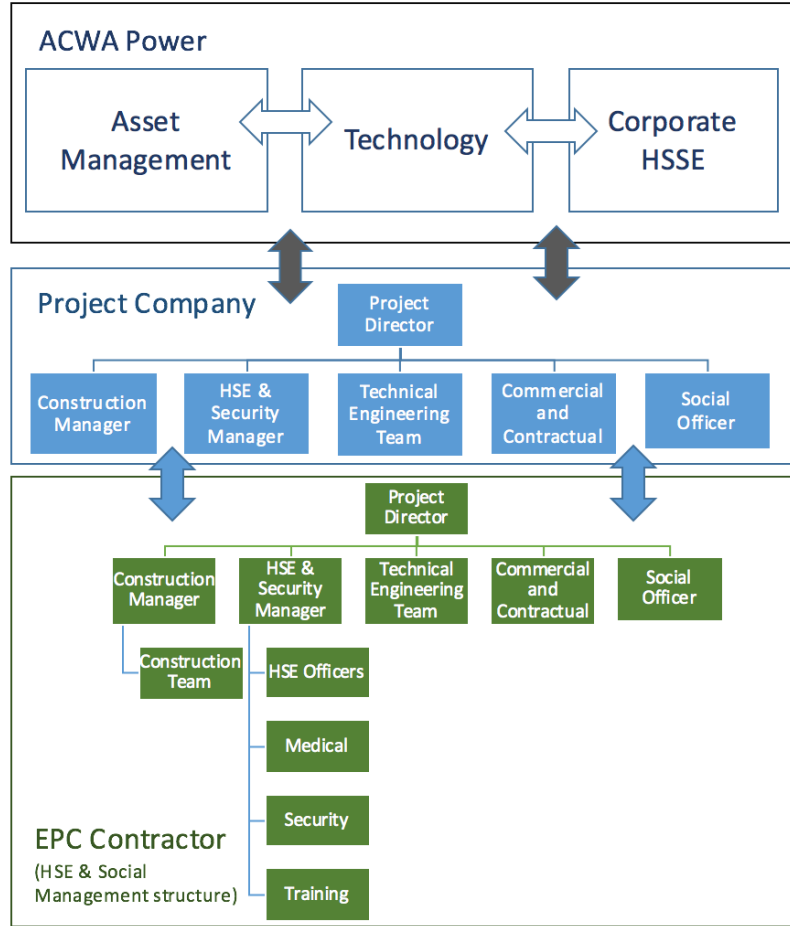 ACWA Power
Asset
Management
Technology
Corporate
HSSE
Project Company
Project
Director
Construction
Manager
HSE &
Security
Manager
Technical
Engineering
Team
Commercial
and
Contractual
Social
Officer
Project
Director
Construction
Manager
HSE &
Security
Manager
Technical
Engineering
Team
Commercial
and
Contractual
Social
Officer
Construction
Team
HSE Officers
Medical
Security
Training
EPC Contractor
(HSE & Social
Management structure)